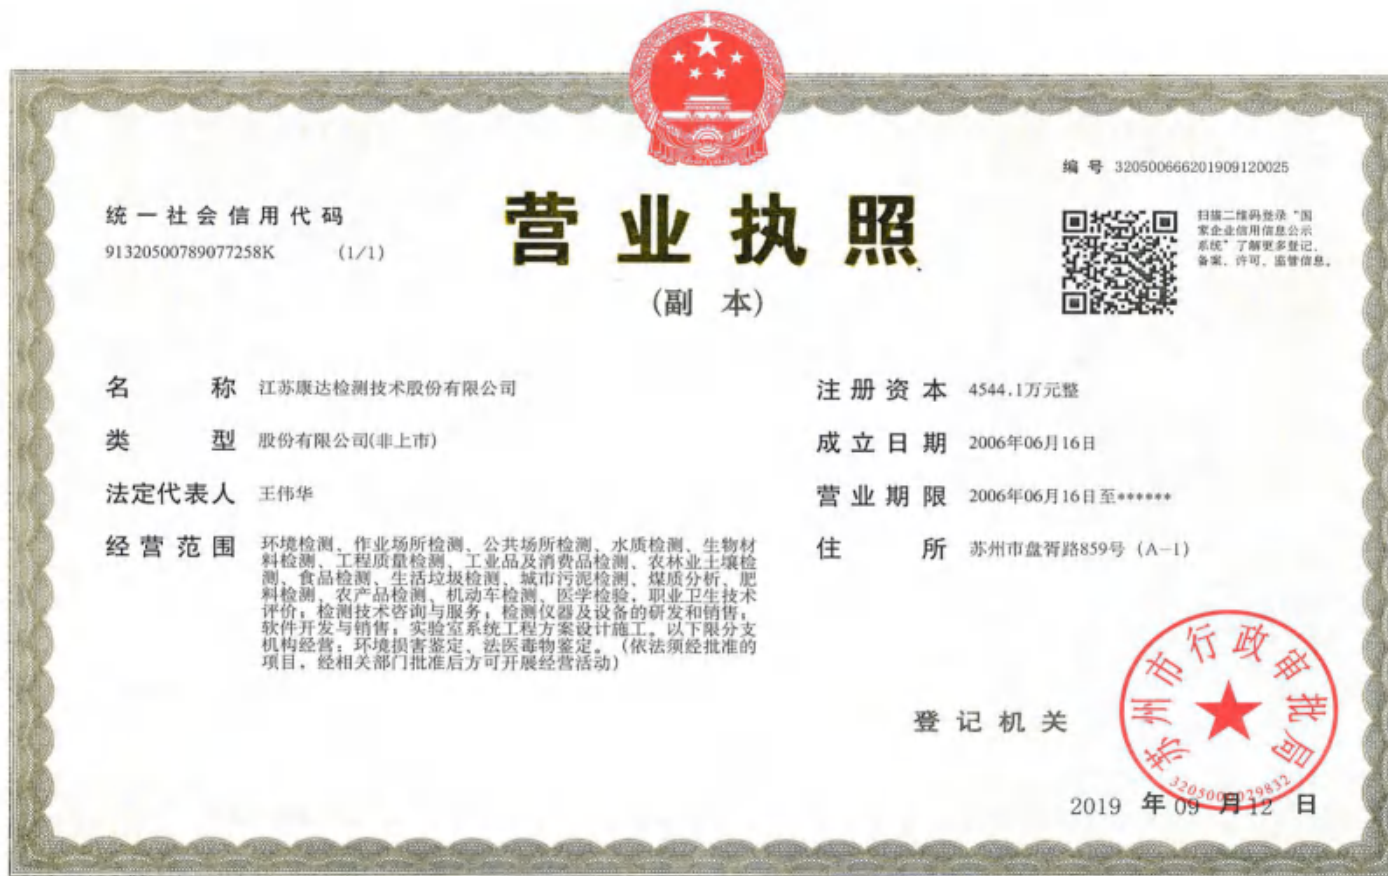 编 号 320500666201909120025
统一社会信用代码
91320500789077258K (1/1)
营业执照
(副 本)
扫描二维码登录“国
家企业信用信息公示
系统”了解更多登记、
备案、许可、监管信息。
名 称 江苏康达检测技术股份有限公司
类 型 股份有限公司(非上市)
法定代表人 王伟华
经营范围 环境检测、作业场所检测、公共场所检测、水质检测、生物材
料检测、工程质量检测、工业品及消费品检测、农林业土壤检
测、食品检测、生活垃圾检测、城市污泥检测、煤质分析、肥
料检测、农产品检测、机动车检测、医学检验，职业卫生技术
评价；检测技术咨询与服务；检测仪器及设备的研发和销售；
软件开发与销售；实验室系统工程方案设计施工。以下限分支
机构经营：环境损害鉴定、法医毒物鉴定。（依法须经批准的
项目，经相关部门批准后方可开展经营活动）
注册资本 4544.1万元整
成立日期 2006年06月16日
营业期限 2006年06月16日至******
住 所 苏州市盘胥路859号（A-1）
登记机关
苏州市行政审批局
3205000029832
2019 年 09 月 12 日